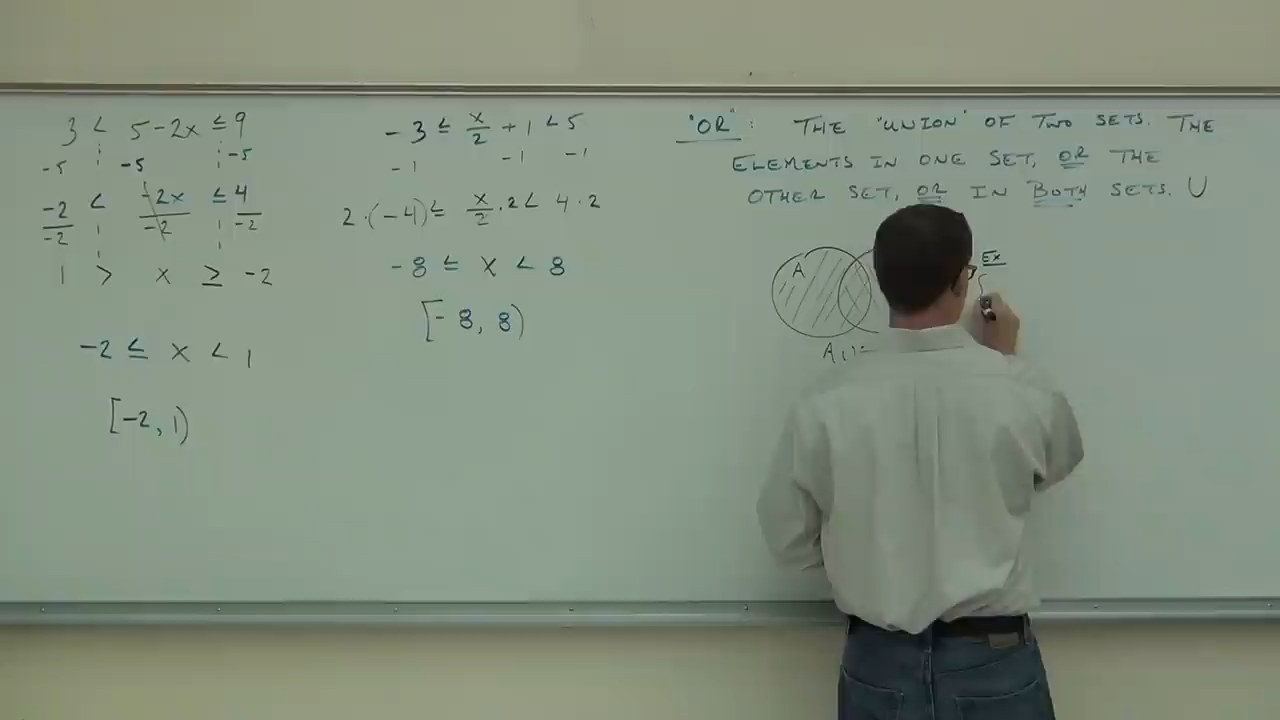 3 < 5 - 2x ≤ 9
-5 -5 -5
-2 < -2x ≤ 4
-2 -2 -2
1 > x ≥ -2
-2 ≤ x < 1
[-2, 1)
-3 ≤ x/2 + 1 < 5
-1 -1 -1
2·(-4) ≤ x/2 · 2 < 4 · 2
-8 ≤ x < 8
[-8, 8)
"OR": THE "UNION" OF TWO SETS. THE
ELEMENTS IN ONE SET, OR THE
OTHER SET, OR IN BOTH SETS. U
A
EX
{
A